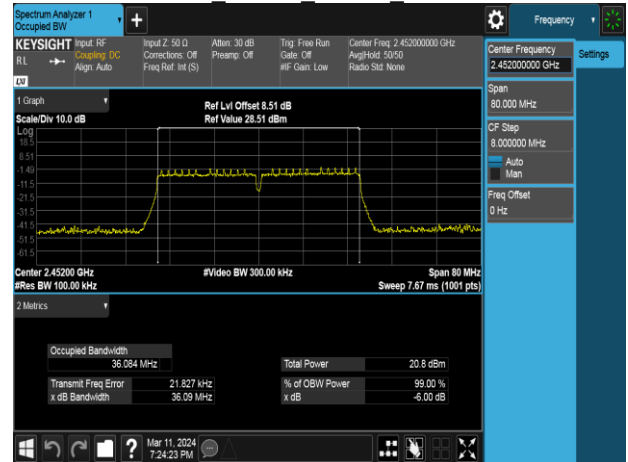 Spectrum Analyzer 1
Occupied BW
Frequency
KEYSIGHT
RL
LXI
Input: RF
Coupling: DC
Align: Auto
Input Z: 50 Ω
Corrections: Off
Freq Ref: Int (S)
Atten: 30 dB
Preamp: Off
Trig: Free Run
Gate: Off
#IF Gain: Low
Center Freq: 2.452000000 GHz
Avg|Hold: 50/50
Radio Std: None
Center Frequency
2.452000000 GHz
Settings
Span
80.000 MHz
CF Step
8.000000 MHz
Auto
Man
Freq Offset
0 Hz
1 Graph
Scale/Div 10.0 dB
Ref Lvl Offset 8.51 dB
Ref Value 28.51 dBm
Log
18.5
8.51
-1.49
-11.5
-21.5
-31.5
-41.5
-51.5
-61.5
Center 2.45200 GHz
#Res BW 100.00 kHz
#Video BW 300.00 kHz
Span 80 MHz
Sweep 7.67 ms (1001 pts)
2 Metrics
Occupied Bandwidth
36.084 MHz
Total Power 20.8 dBm
Transmit Freq Error 21.827 kHz
% of OBW Power 99.00 %
x dB Bandwidth 36.09 MHz
x dB -6.00 dB
?
Mar 11, 2024
7:24:23 PM